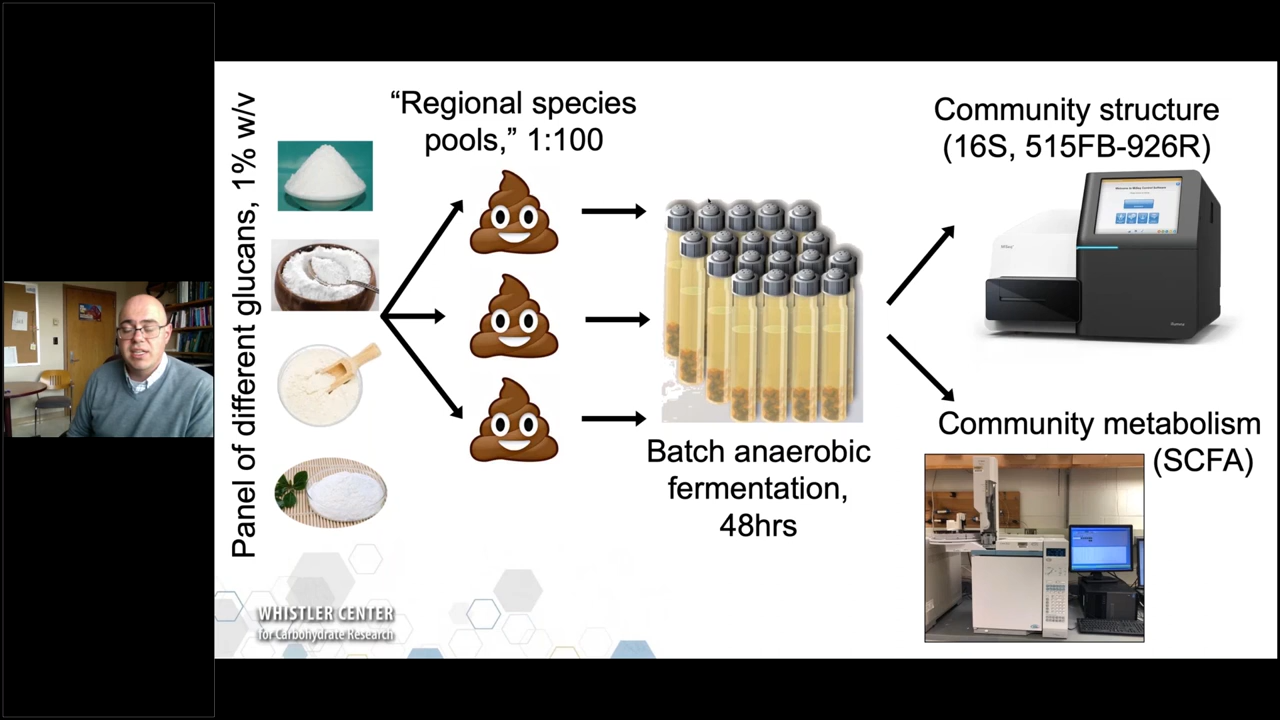 Panel of different glucans, 1% w/v
“Regional species
pools,” 1:100
Batch anaerobic
fermentation,
48hrs
Community structure
(16S, 515FB-926R)
Community metabolism
(SCFA)
WHISTLER CENTER
for Carbohydrate Research